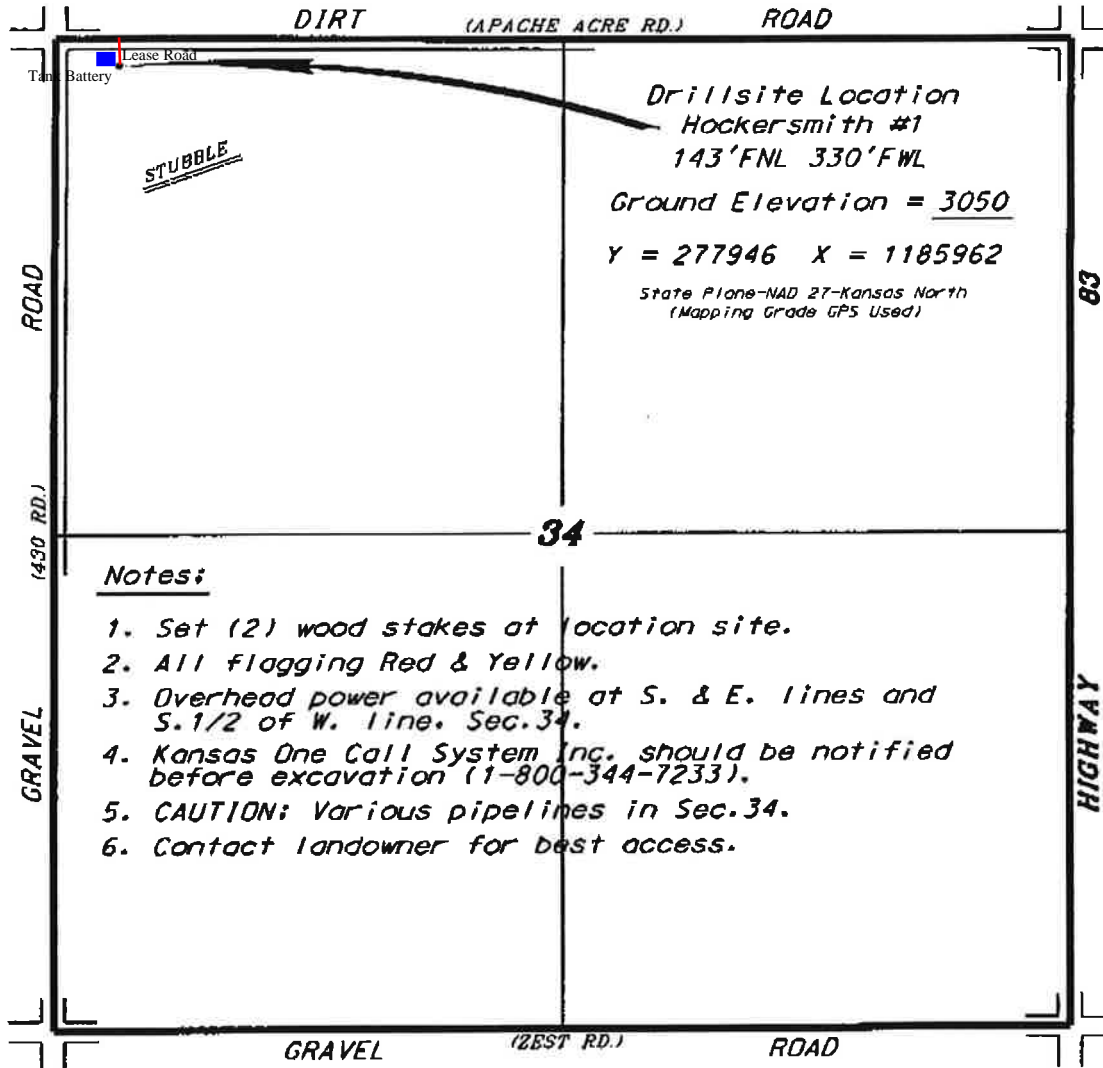 DIRT (APACHE ACRE RD.) ROAD
Lease Road
Tank Battery
STUBBLE
Drillsite Location
Hockersmith #1
143'FNL 330'FWL
Ground Elevation = 3050
Y = 277946 X = 1185962
State Plane-NAD 27-Kansas North
(Mapping Grade GPS Used)
ROAD
(430 RD.)
GRAVEL
83
HIGHWAY
34
Notes:
1. Set (2) wood stakes at location site.
2. All flagging Red & Yellow.
3. Overhead power available at S. & E. lines and
S.1/2 of W. line. Sec.34.
4. Kansas One Call System Inc. should be notified
before excavation (1-800-344-7233).
5. CAUTION: Various pipelines in Sec.34.
6. Contact landowner for best access.
GRAVEL (ZEST RD.) ROAD